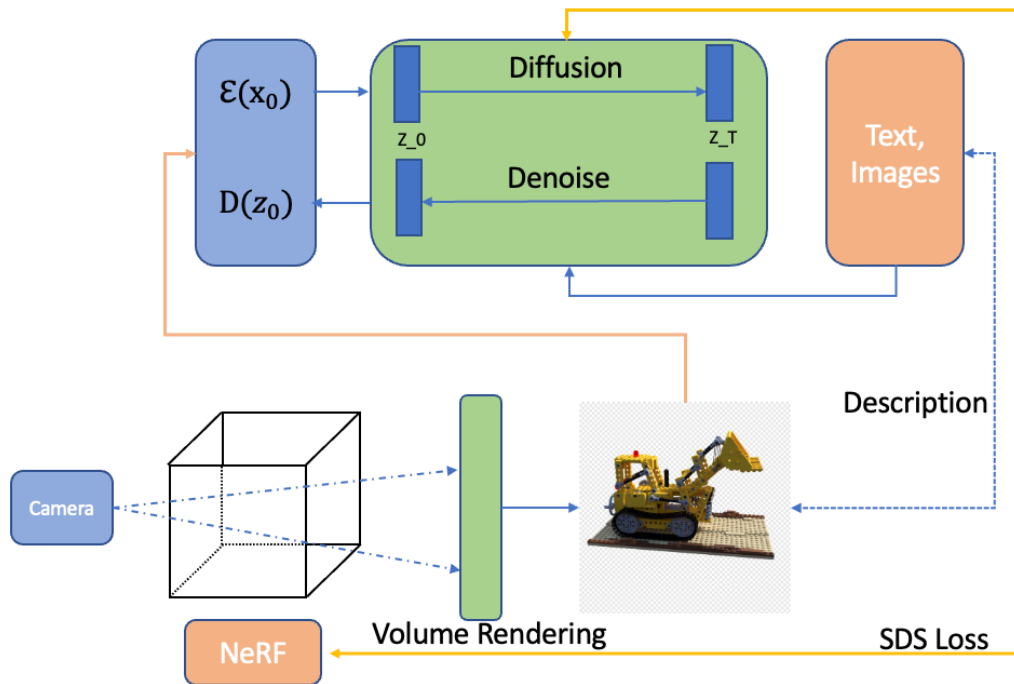 Ɛ(x₀)
Diffusion
Z_0
Z_T
Text,
Images
D(z₀)
Denoise
Description
Camera
NeRF
Volume Rendering
SDS Loss